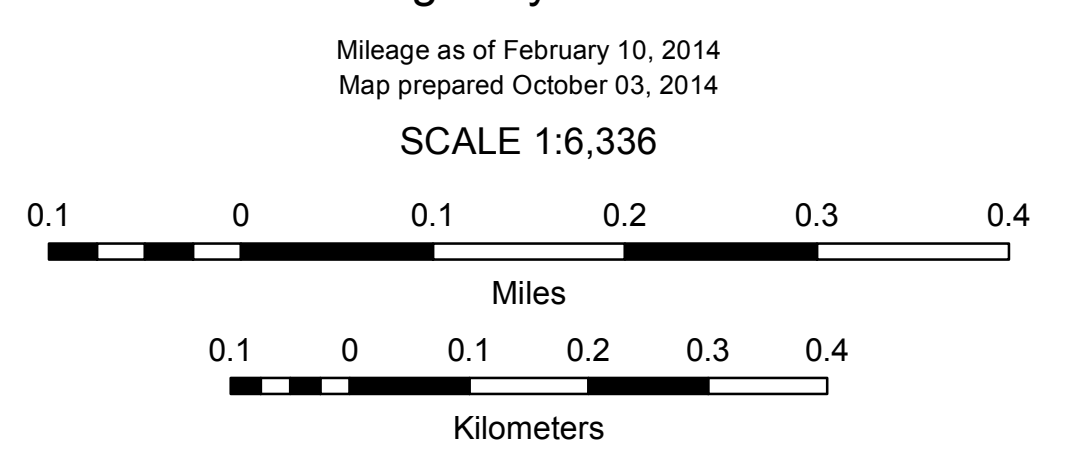 Mileage as of February 10, 2014
Map prepared October 03, 2014
SCALE 1:6,336
0.1 0 0.1 0.2 0.3 0.4
Miles
0.1 0 0.1 0.2 0.3 0.4
Kilometers